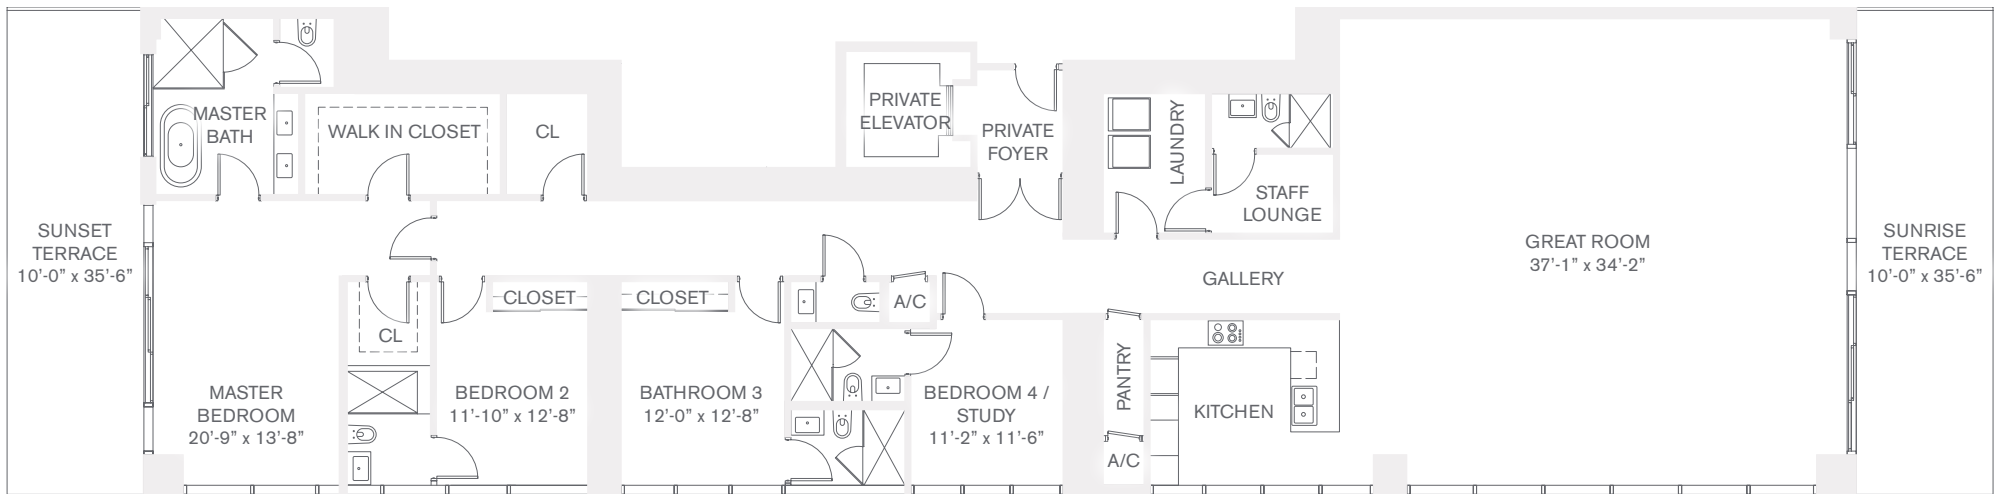 SUNSET
TERRACE
10’-0” x 35’-6”
MASTER
BATH
WALK IN CLOSET
CL
PRIVATE
ELEVATOR
PRIVATE
FOYER
LAUNDRY
STAFF
LOUNGE
GREAT ROOM
37’-1” x 34’-2”
SUNRISE
TERRACE
10’-0” x 35’-6”
GALLERY
CL
CLOSET
CLOSET
A/C
MASTER
BEDROOM
20’-9” x 13’-8”
BEDROOM 2
11’-10” x 12’-8”
BATHROOM 3
12’-0” x 12’-8”
BEDROOM 4 /
STUDY
11’-2” x 11’-6”
PANTRY
A/C
KITCHEN